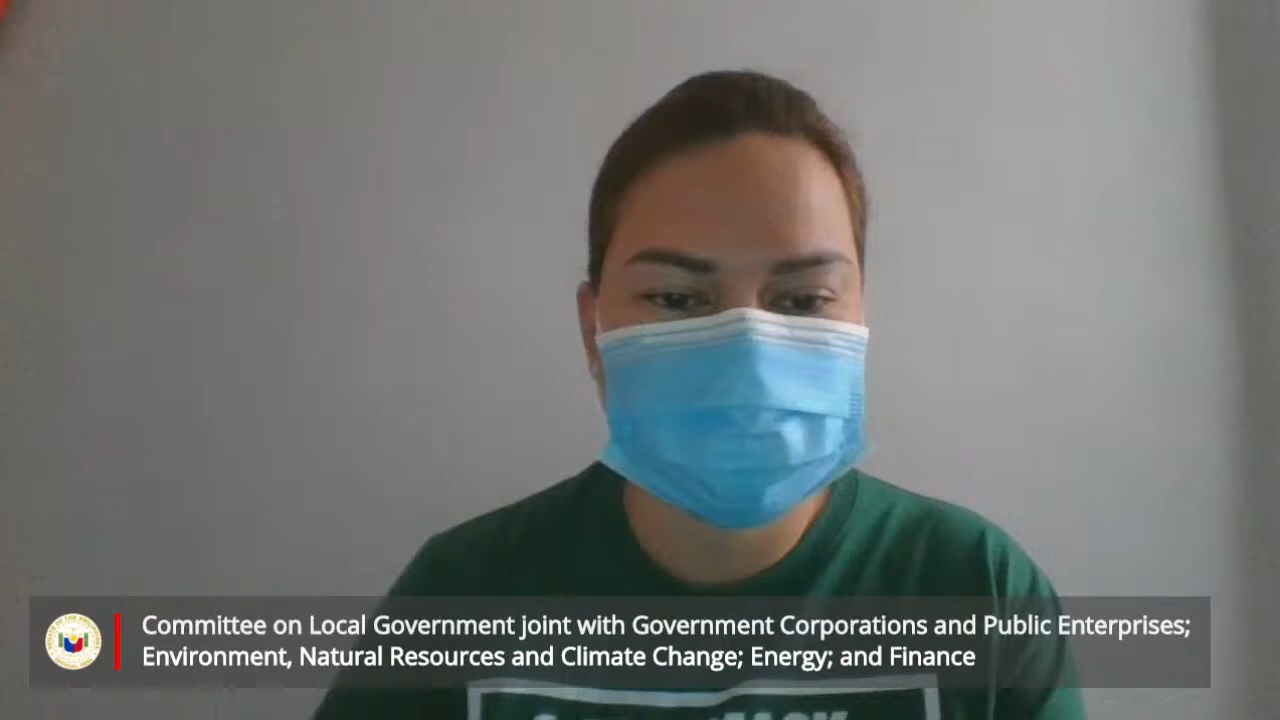 Committee on Local Government joint with Government Corporations and Public Enterprises;
Environment, Natural Resources and Climate Change; Energy; and Finance